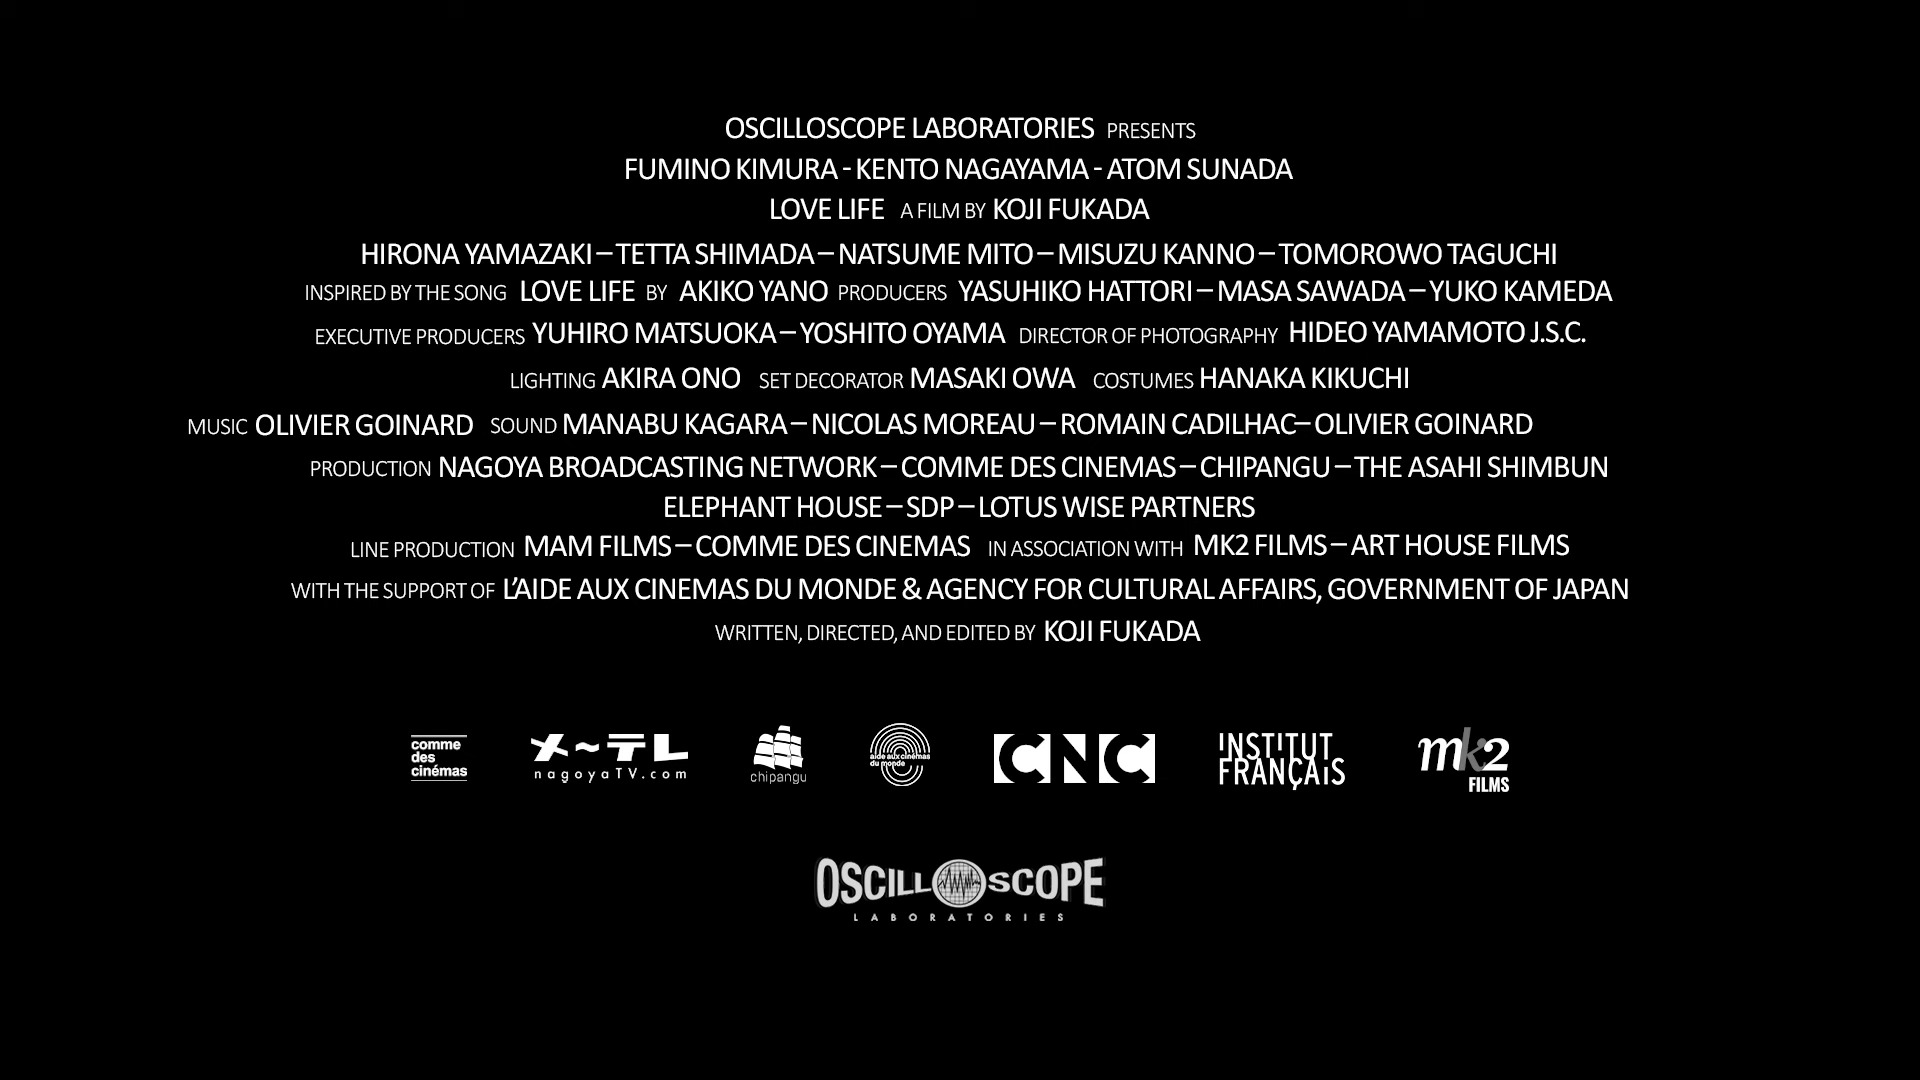 OSCILLOSCOPE LABORATORIES PRESENTS
FUMINO KIMURA - KENTO NAGAYAMA - ATOM SUNADA
LOVE LIFE A FILM BY KOJI FUKADA
HIRONA YAMAZAKI – TETTA SHIMADA – NATSUME MITO – MISUZU KANNO – TOMOROWO TAGUCHI
INSPIRED BY THE SONG LOVE LIFE BY AKIKO YANO PRODUCERS YASUHIKO HATTORI – MASA SAWADA – YUKO KAMEDA
EXECUTIVE PRODUCERS YUHIRO MATSUOKA – YOSHITO OYAMA DIRECTOR OF PHOTOGRAPHY HIDEO YAMAMOTO J.S.C.
LIGHTING AKIRA ONO SET DECORATOR MASAKI OWA COSTUMES HANAKA KIKUCHI
MUSIC OLIVIER GOINARD SOUND MANABU KAGARA – NICOLAS MOREAU – ROMAIN CADILHAC– OLIVIER GOINARD
PRODUCTION NAGOYA BROADCASTING NETWORK – COMME DES CINEMAS – CHIPANGU – THE ASAHI SHIMBUN
ELEPHANT HOUSE – SDP – LOTUS WISE PARTNERS
LINE PRODUCTION MAM FILMS – COMME DES CINEMAS IN ASSOCIATION WITH MK2 FILMS – ART HOUSE FILMS
WITH THE SUPPORT OF L'AIDE AUX CINEMAS DU MONDE & AGENCY FOR CULTURAL AFFAIRS, GOVERNMENT OF JAPAN
WRITTEN, DIRECTED, AND EDITED BY KOJI FUKADA
comme
des
cinémas
メ~テレ
nagoyaTV.com
chipangu
aide aux cinémas
du monde
CNC
INSTITUT
FRANÇAIS
mk2
FILMS
OSCILLOSCOPE
LABORATORIES